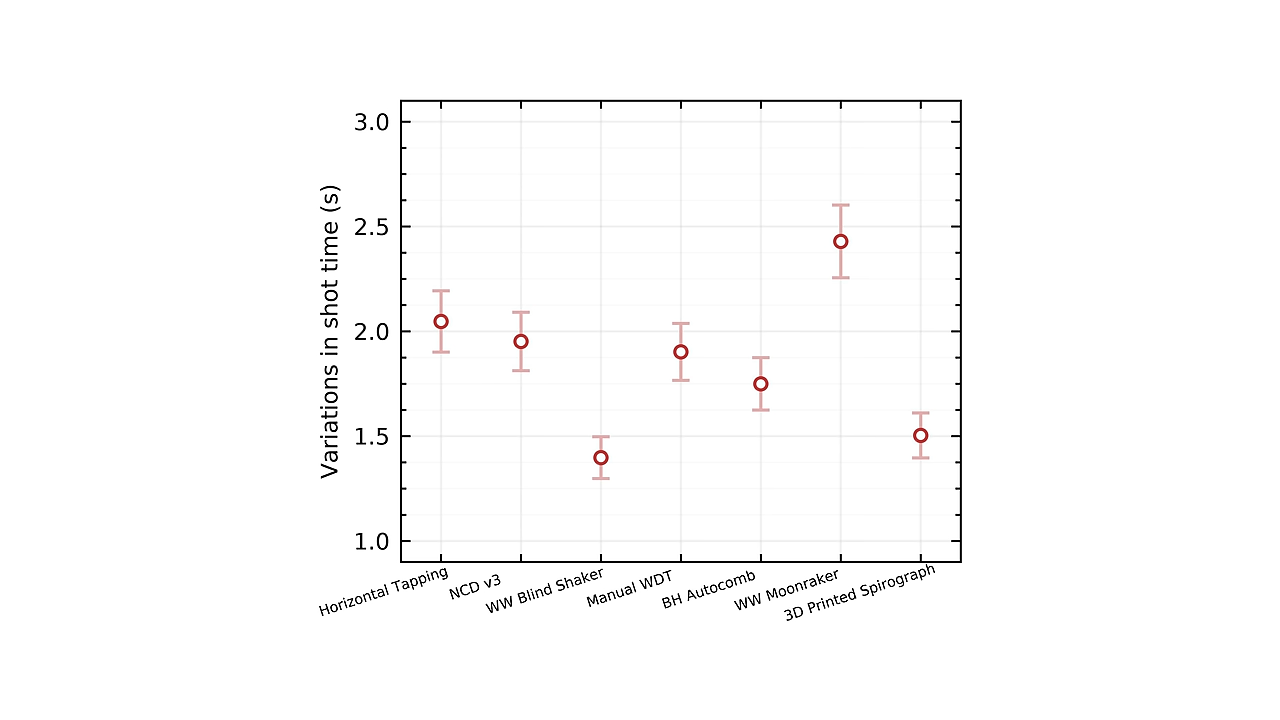 Variations in shot time (s)
3.0
2.5
2.0
1.5
1.0
Horizontal Tapping
NCD v3
WW Blind Shaker
Manual WDT
BH Autocomb
WW Moonraker
3D Printed Spirograph